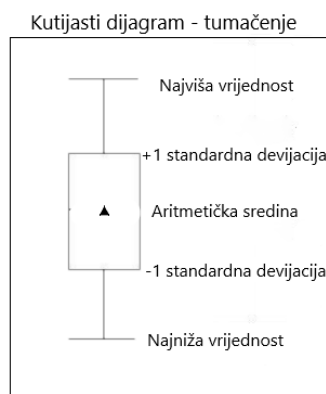 Kutijasti dijagram - tumačenje
Najviša vrijednost
+1 standardna devijacija
Aritmetička sredina
-1 standardna devijacija
Najniža vrijednost